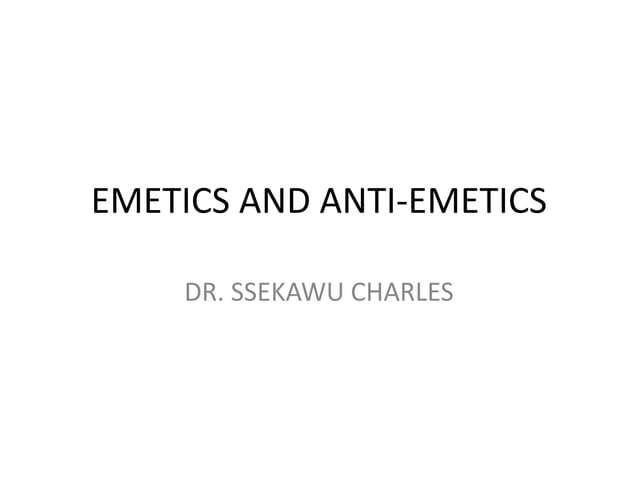 EMETICS AND ANTI-EMETICS
DR. SSEKAWU CHARLES